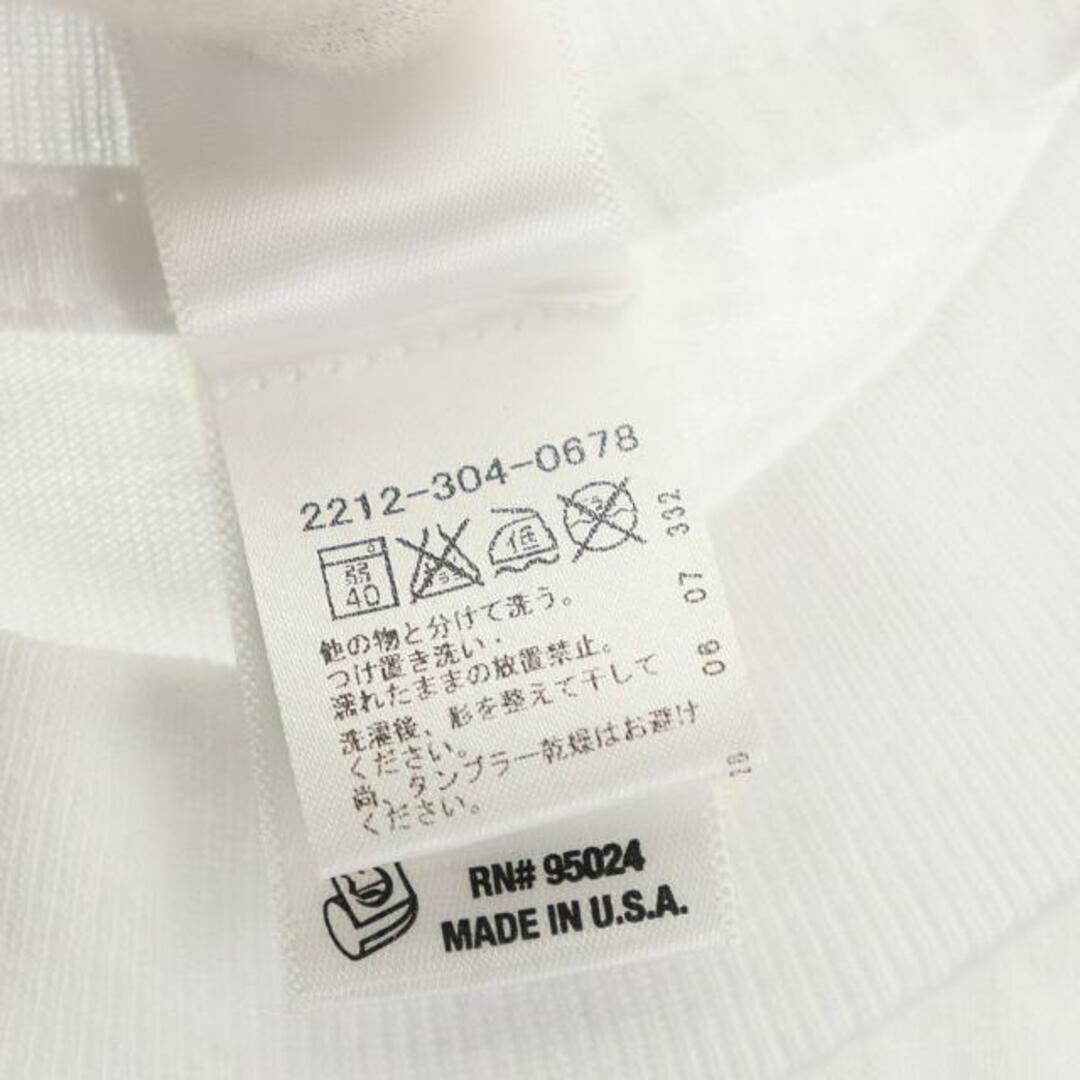 2212-304-0678
弱
40
低
他の物と分けて洗う。
つけ置き洗い・
濡れたままの放置禁止。
洗濯後、形を整えて干して
ください。
尚、タンブラー乾燥はお避け
ください。
332
07
06
19
RN# 95024
MADE IN U.S.A.